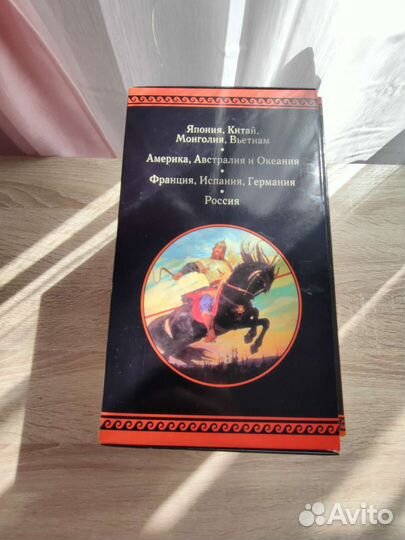 Япония, Китай,
Монголия, Вьетнам
•
Америка, Австралия и Океания
•
Франция, Испания, Германия
•
Россия
Avito